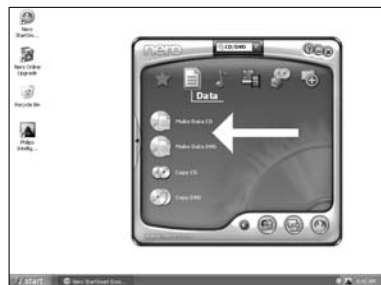 Nero
StartSm...
Nero Online
Upgrade
Recycle Bin
Philips
Intellig...
nero
CD/DVD
Data
Make Data CD
Make Data DVD
Copy CD
Copy DVD
start
Nero StartSmart Esse...